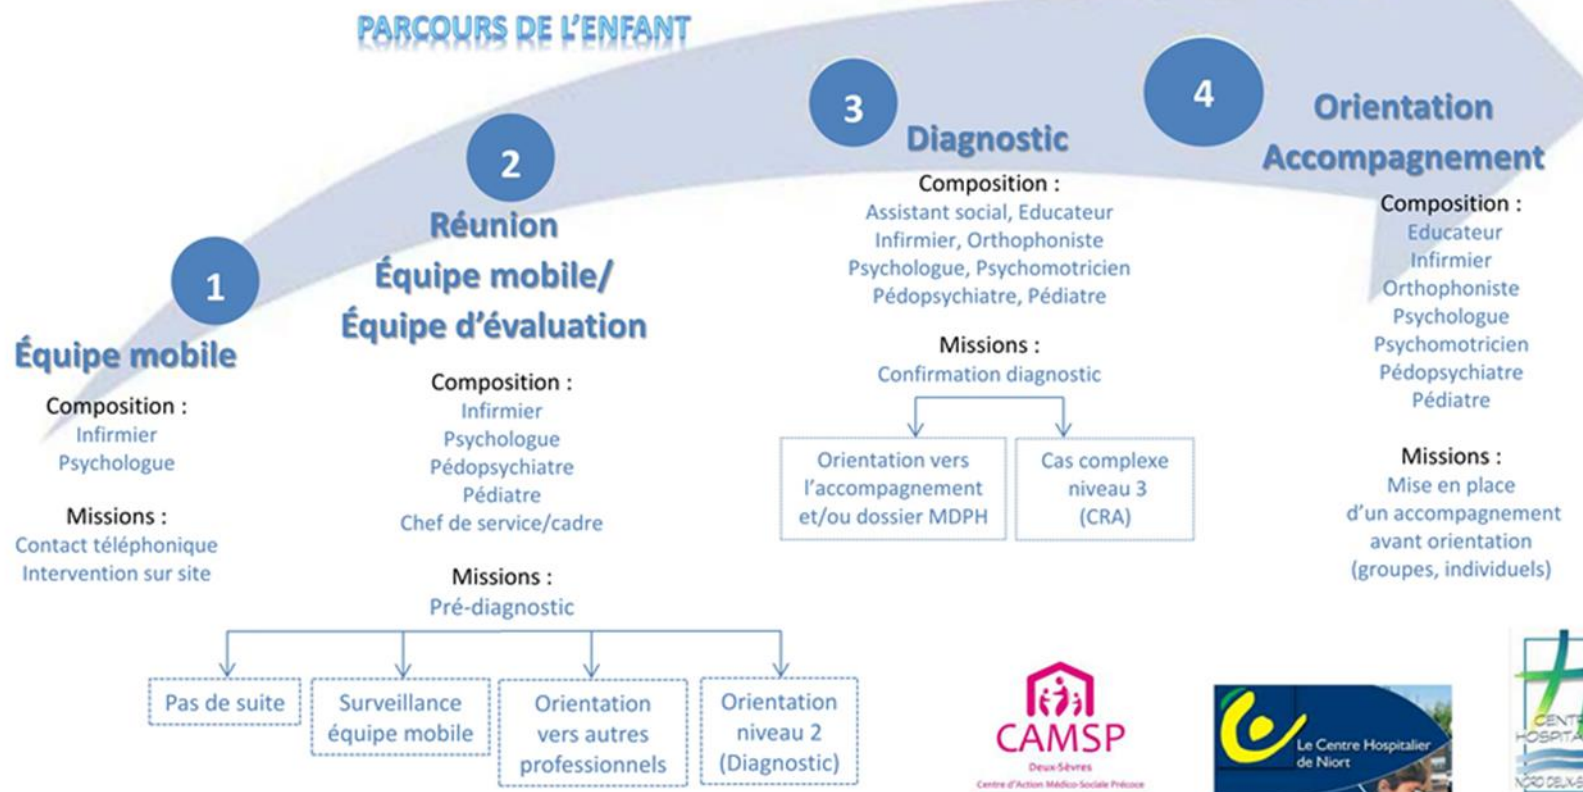 PARCOURS DE L'ENFANT
1
Équipe mobile
Composition :
Infirmier
Psychologue
Missions :
Contact téléphonique
Intervention sur site
2
Réunion
Équipe mobile/
Équipe d'évaluation
Composition :
Infirmier
Psychologue
Pédopsychiatre
Pédiatre
Chef de service/cadre
Missions :
Pré-diagnostic
Pas de suite
Surveillance
équipe mobile
Orientation
vers autres
professionnels
Orientation
niveau 2
(Diagnostic)
3
Diagnostic
Composition :
Assistant social, Educateur
Infirmier, Orthophoniste
Psychologue, Psychomotricien
Pédopsychiatre, Pédiatre
Missions :
Confirmation diagnostic
Orientation vers
l'accompagnement
et/ou dossier MDPH
Cas complexe
niveau 3
(CRA)
4
Orientation
Accompagnement
Composition :
Educateur
Infirmier
Orthophoniste
Psychologue
Psychomotricien
Pédopsychiatre
Pédiatre
Missions :
Mise en place
d'un accompagnement
avant orientation
(groupes, individuels)
CAMSP
Deux-Sèvres
Centre d'Action Médico-Sociale Précoce
Le Centre Hospitalier
de Niort